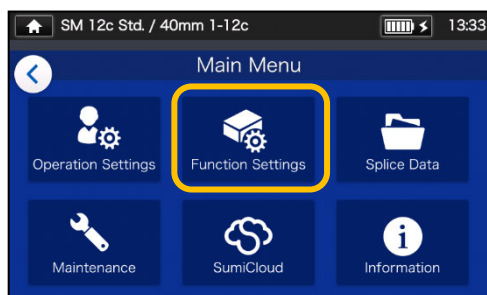 SM 12c Std. / 40mm 1-12c 13:33
Main Menu
Operation Settings Function Settings Splice Data
Maintenance SumiCloud Information